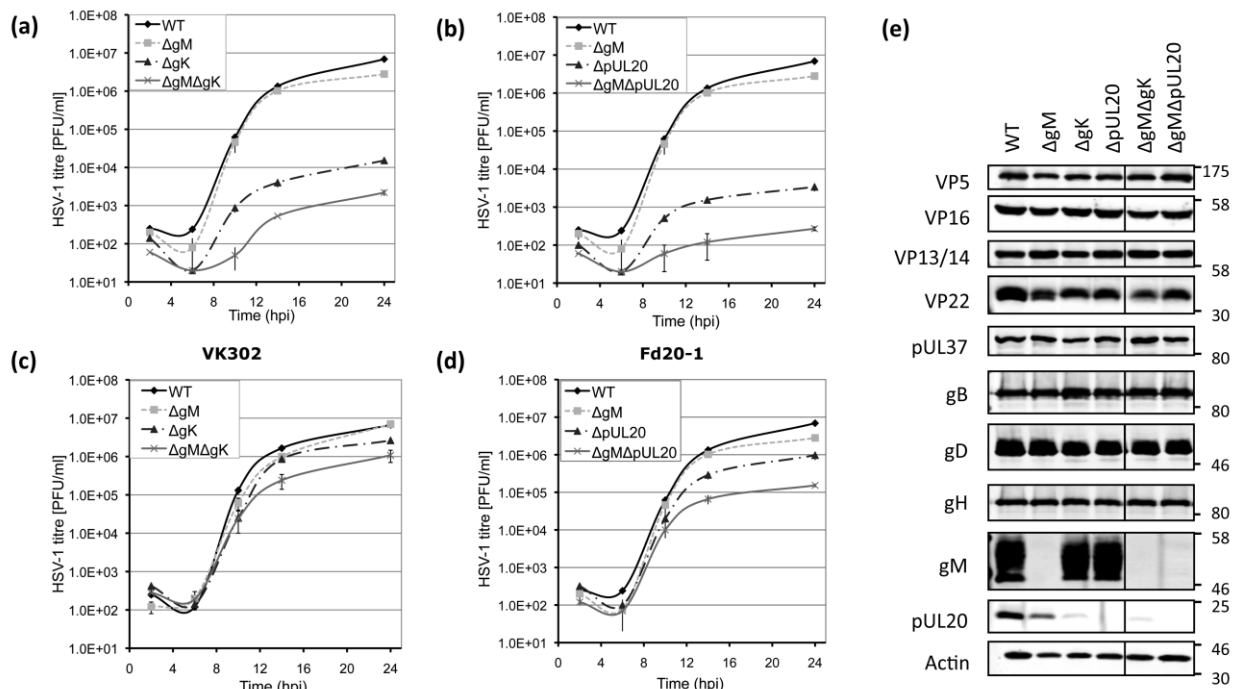 (a)
1.0E+08
1.0E+07
1.0E+06
1.0E+05
1.0E+04
1.0E+03
1.0E+02
1.0E+01
HSV-1 titre [PFU/ml]
WT
ΔgM
ΔgK
ΔgMΔgK
0 4 8 12 16 20 24
Time (hpi)
(b)
1.0E+08
1.0E+07
1.0E+06
1.0E+05
1.0E+04
1.0E+03
1.0E+02
1.0E+01
HSV-1 titre [PFU/ml]
WT
ΔgM
ΔpUL20
ΔgMΔpUL20
0 4 8 12 16 20 24
Time (hpi)
(c)
VK302
1.0E+08
1.0E+07
1.0E+06
1.0E+05
1.0E+04
1.0E+03
1.0E+02
1.0E+01
HSV-1 titre [PFU/ml]
WT
ΔgM
ΔgK
ΔgMΔgK
0 4 8 12 16 20 24
Time (hpi)
(d)
Fd20-1
1.0E+08
1.0E+07
1.0E+06
1.0E+05
1.0E+04
1.0E+03
1.0E+02
1.0E+01
HSV-1 titre [PFU/ml]
WT
ΔgM
ΔpUL20
ΔgMΔpUL20
0 4 8 12 16 20 24
Time (hpi)
(e)
WT
ΔgM
ΔgK
ΔpUL20
ΔgMΔgK
ΔgMΔpUL20
VP5 175
58
VP16
VP13/14
58
VP22
30
pUL37
80
gB
80
gD
46
gH
80
58
gM
46
pUL20 25
46
Actin
30